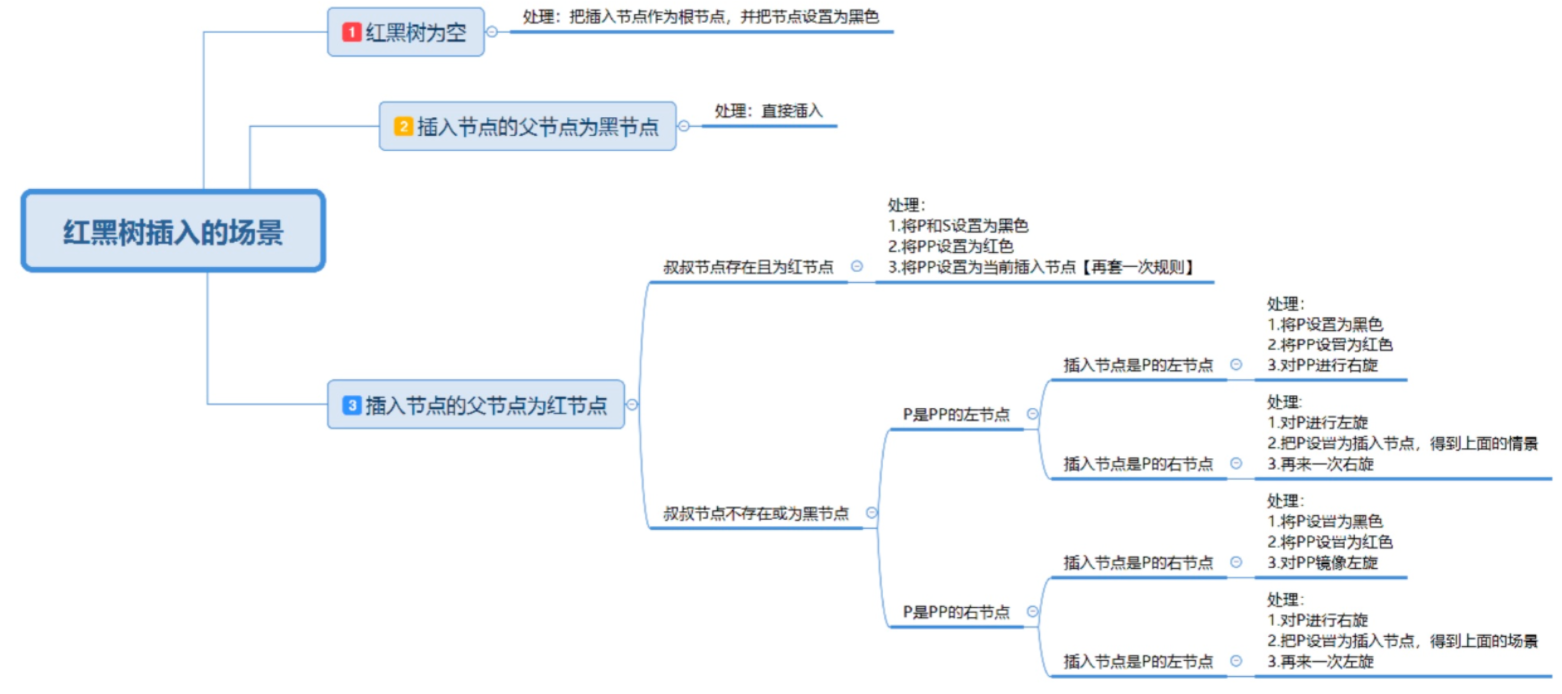 1 红黑树为空
处理：把插入节点作为根节点，并把节点设置为黑色
2 插入节点的父节点为黑节点
处理：直接插入
红黑树插入的场景
3 插入节点的父节点为红节点
叔叔节点存在且为红节点
处理：
1.将P和S设置为黑色
2.将PP设置为红色
3.将PP设置为当前插入节点【再套一次规则】
叔叔节点不存在或为黑节点
P是PP的左节点
插入节点是P的左节点
处理：
1.将P设置为黑色
2.将PP设置为红色
3.对PP进行右旋
插入节点是P的右节点
处理：
1.对P进行左旋
2.把P设置为插入节点，得到上面的情景
3.再来一次右旋
P是PP的右节点
插入节点是P的右节点
处理：
1.将P设置为黑色
2.将PP设置为红色
3.对PP镜像左旋
插入节点是P的左节点
处理：
1.对P进行右旋
2.把P设置为插入节点，得到上面的场景
3.再来一次左旋